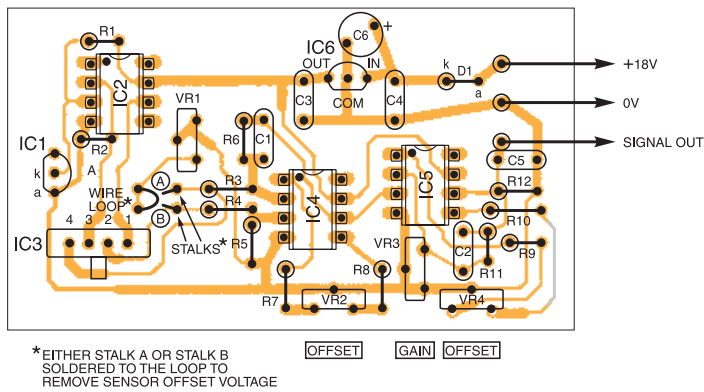 R1
IC6
C6
+
OUT
IN
COM
C3
C4
k
D1
a
+18V
0V
SIGNAL OUT
IC2
VR1
R6
C1
R2
IC1
k
a
A
WIRE
LOOP*
A
B
STALKS*
R3
R4
R5
IC4
IC5
C5
R12
R10
R9
R11
C2
VR3
IC3
4
3
2
1
R7
VR2
R8
VR4
OFFSET
GAIN
OFFSET
*EITHER STALK A OR STALK B
SOLDERED TO THE LOOP TO
REMOVE SENSOR OFFSET VOLTAGE